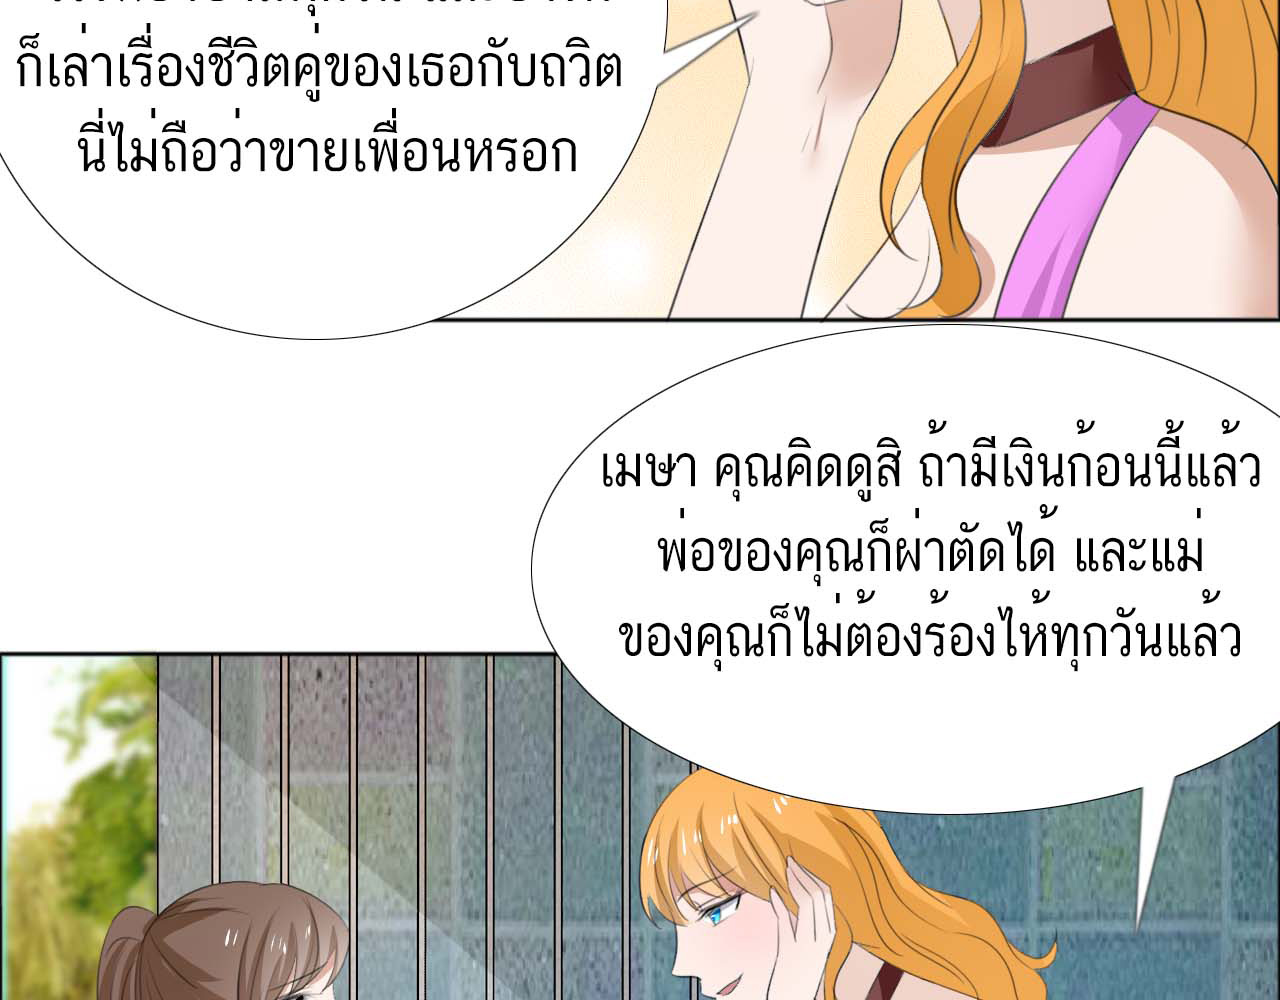 ก็เล่าเรื่องชีวิตคู่ของเธอกับถวิต
นี่ไม่ถือว่าขายเพื่อนหรอก
เมษา คุณคิดดูสิ ถ้ามีเงินก้อนนี้แล้ว
พ่อของคุณก็ผ่าตัดได้ และแม่
ของคุณก็ไม่ต้องร้องไห้ทุกวันแล้ว